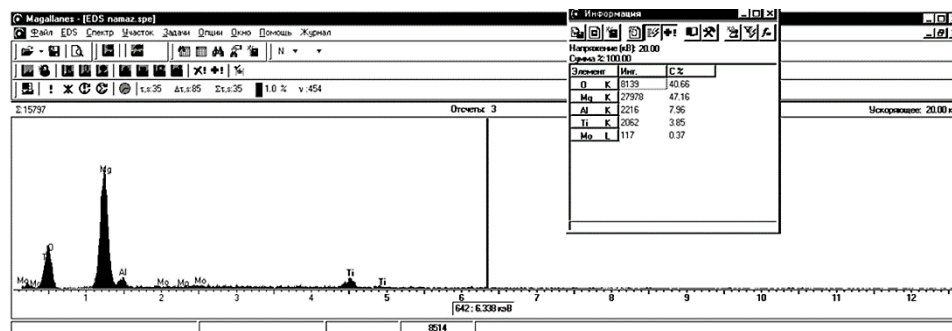 Magallanes - [EDS namaz.spe]
Файл EDS Спектр Участок Задачи Опции Окно Помощь Журнал
N
τ,s:35 Δτ,s:85 Στ,s:35 1.0 % v:454
Σ:15797 Отсчеты: 3 Ускоряющее: 20.00 к
Информация
Напряжение (кВ): 20.00
Сумма %: 100.00
Элемент Инт. C %
O K 8139 40.66
Mg K 27978 47.16
Al K 2216 7.96
Ti K 2062 3.85
Mo L 117 0.37
Mg
O
Al
Mo Mo Mo Mo Mo
Ti
Ti
1 2 3 4 5 6 7 8 9 10 11 12
642: 6.338 кэВ
8514